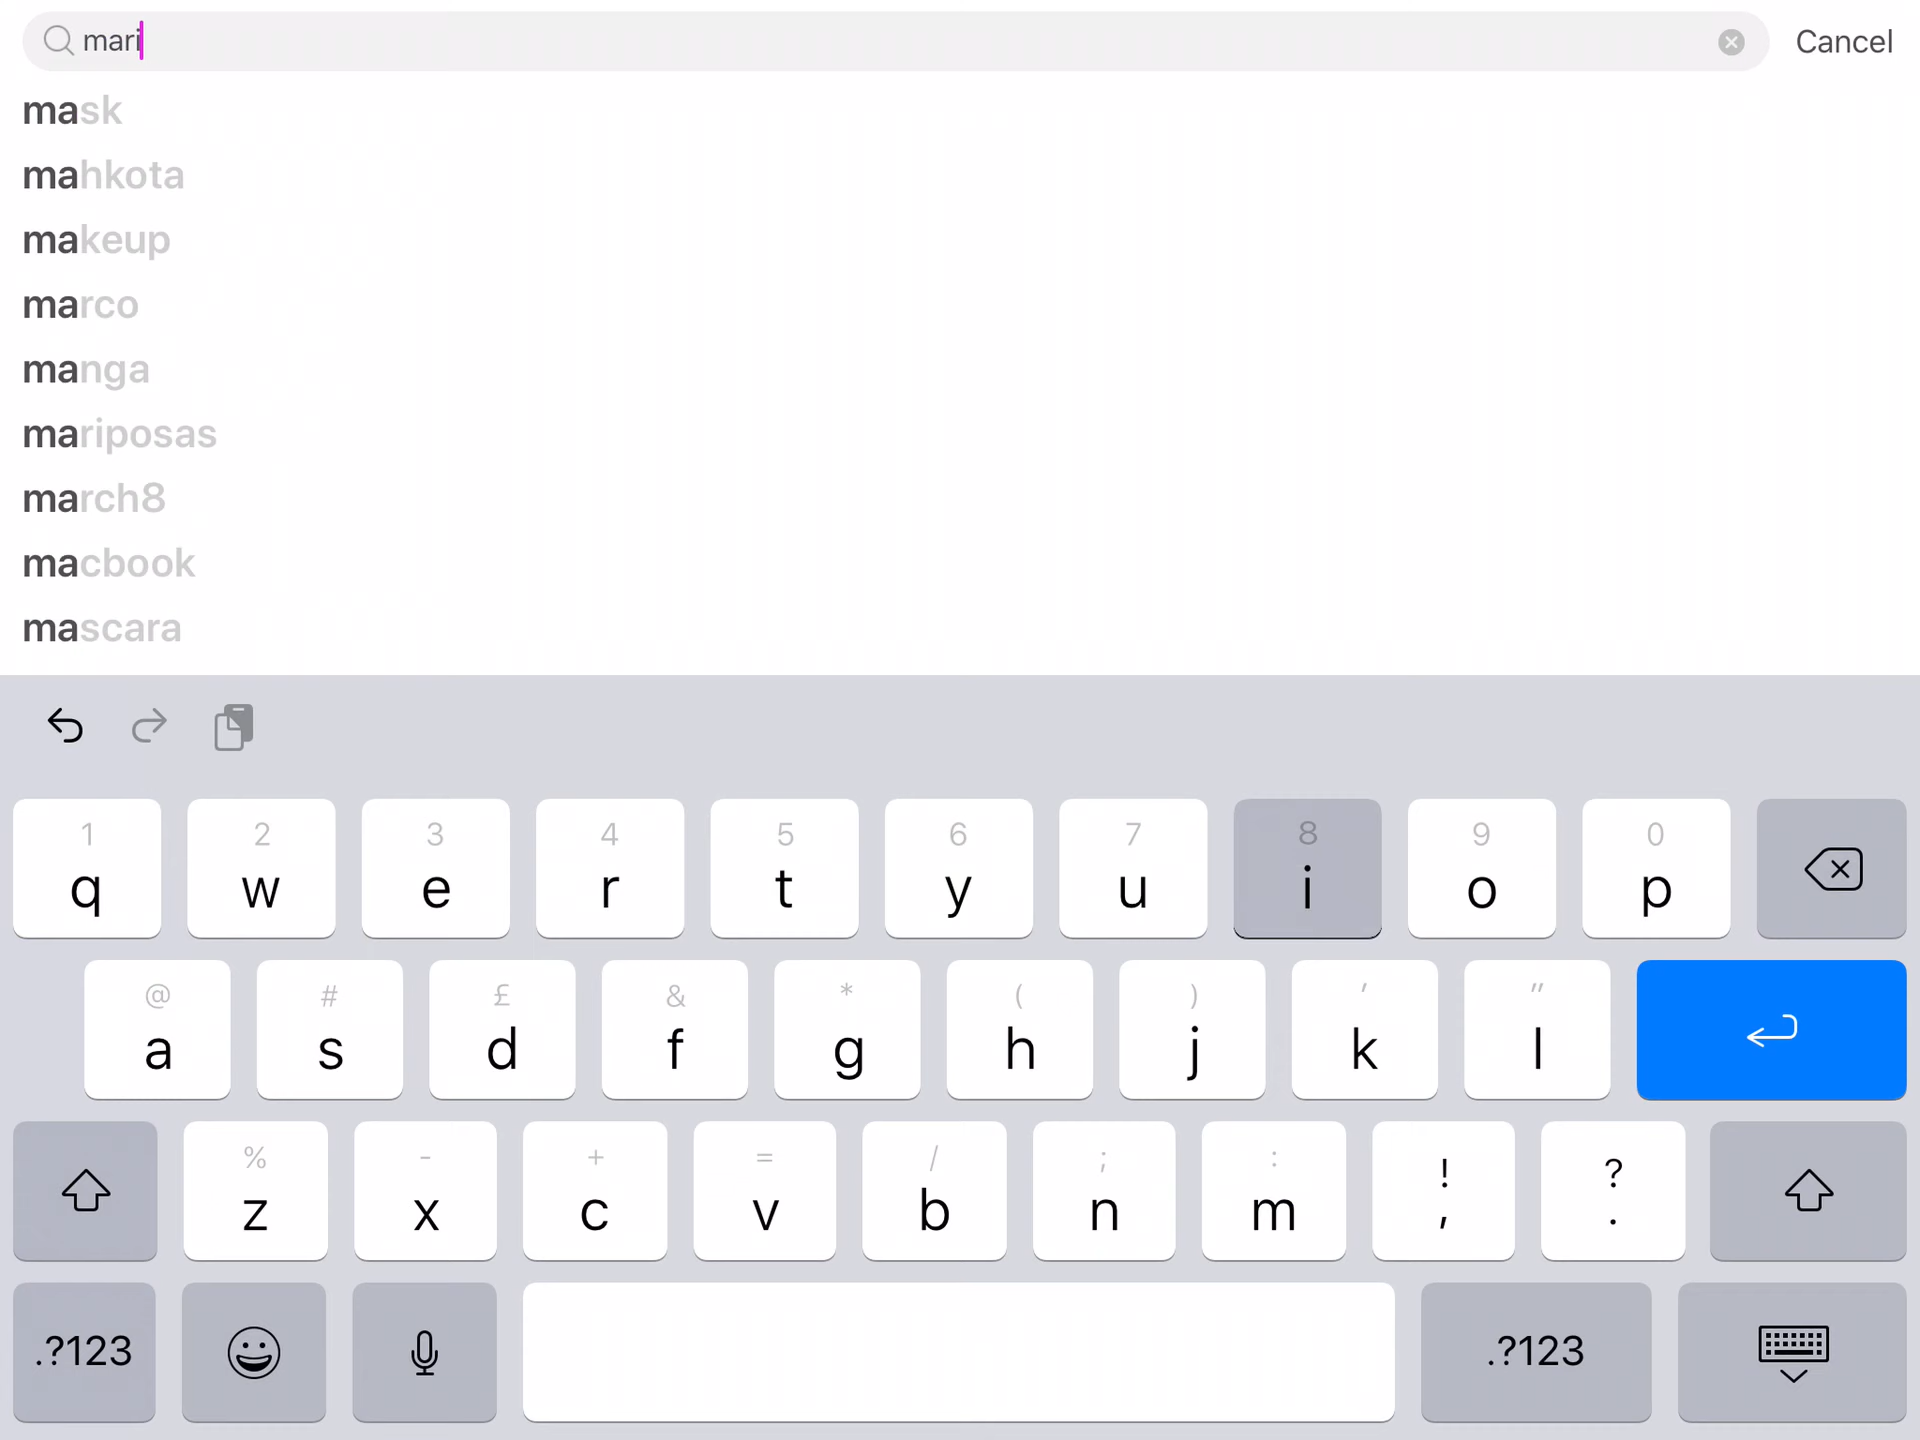 mari Cancel
mask
mahkota
makeup
marco
manga
mariposas
march8
macbook
mascara
1 2 3 4 5 6 7 8 9 0
q w e r t y u i o p
@ # £ & * ( ) ' "
a s d f g h j k l
% - + = / ; : ! ?
z x c v b n m , .
.?123 .?123